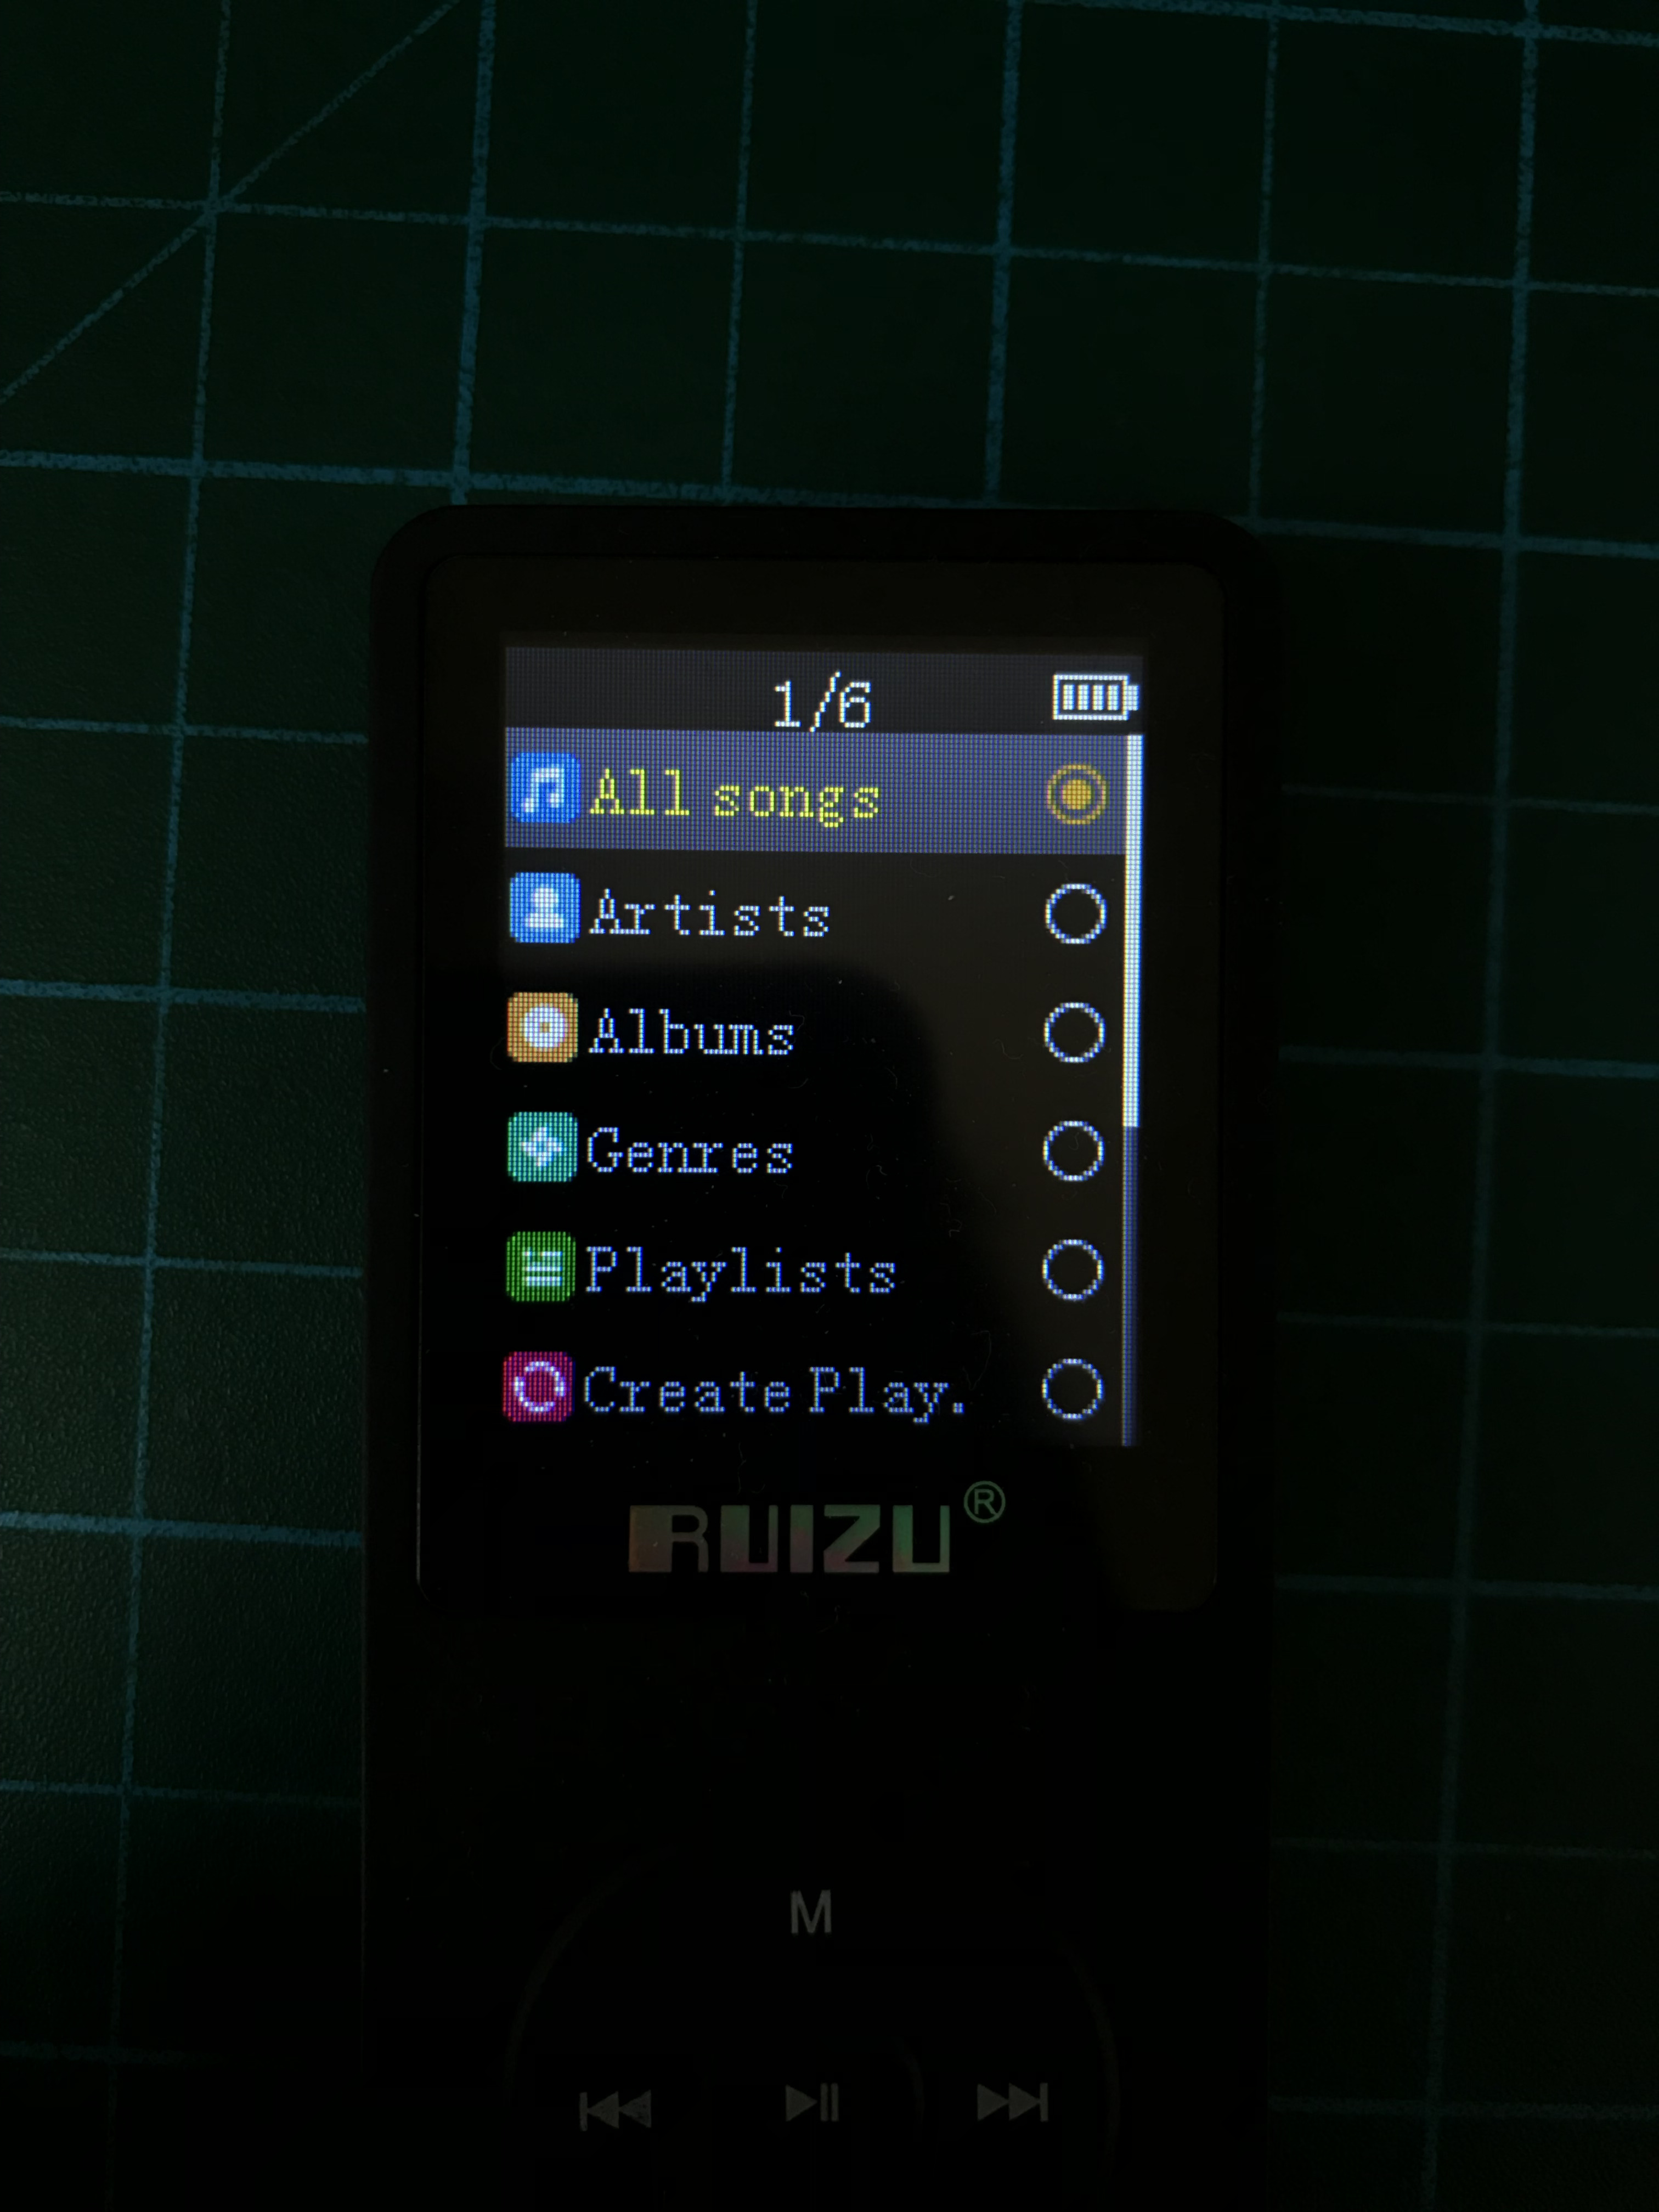 1/6
All songs
Artists
Albums
Genres
Playlists
Create Play.
RUIZU®
M